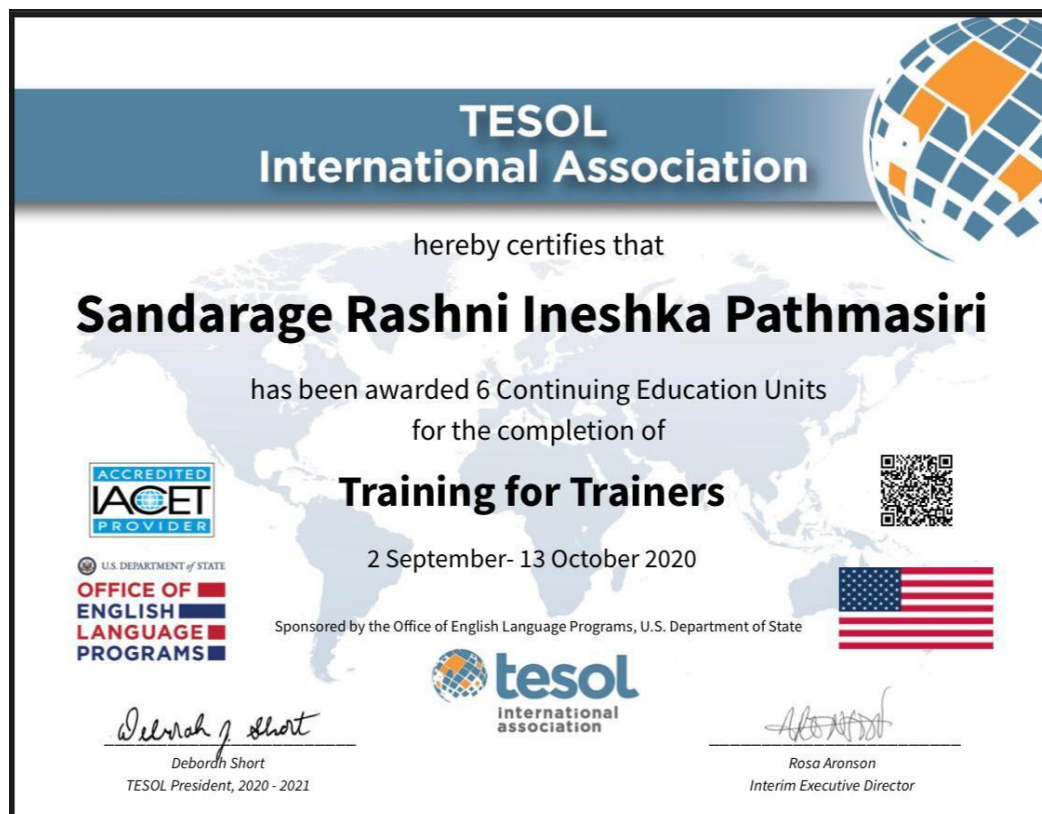 TESOL
International Association
hereby certifies that
Sandarage Rashni Ineshka Pathmasiri
has been awarded 6 Continuing Education Units
for the completion of
Training for Trainers
2 September- 13 October 2020
Sponsored by the Office of English Language Programs, U.S. Department of State
ACCREDITED
IACET
PROVIDER
U.S. DEPARTMENT of STATE
OFFICE OF
ENGLISH
LANGUAGE
PROGRAMS
tesol
international
association
Deborah J Short
Deborah Short
TESOL President, 2020 - 2021
Rosa Aronson
Interim Executive Director